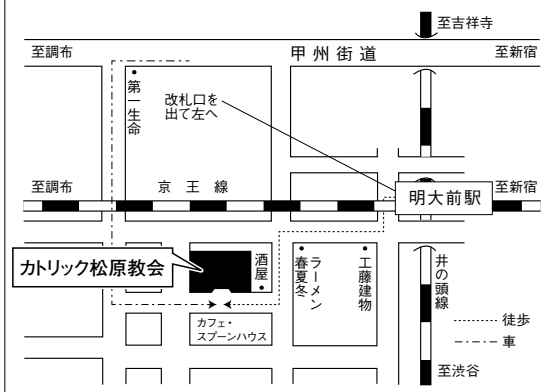 至吉祥寺
至調布
甲州街道
至新宿
第一生命
改札口を
出て左へ
至調布
京王線
明大前駅
至新宿
カトリック松原教会
酒屋
ラーメン
春夏冬
工藤建物
井の頭線
カフェ・
スプーンハウス
徒歩
車
至渋谷